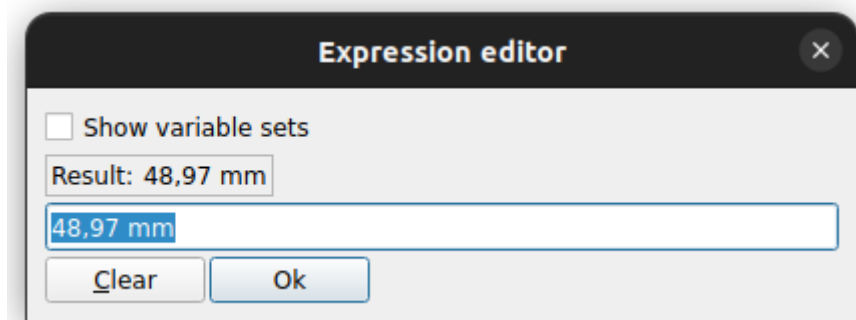 Expression editor
Show variable sets
Result: 48,97 mm
48,97 mm
Clear Ok